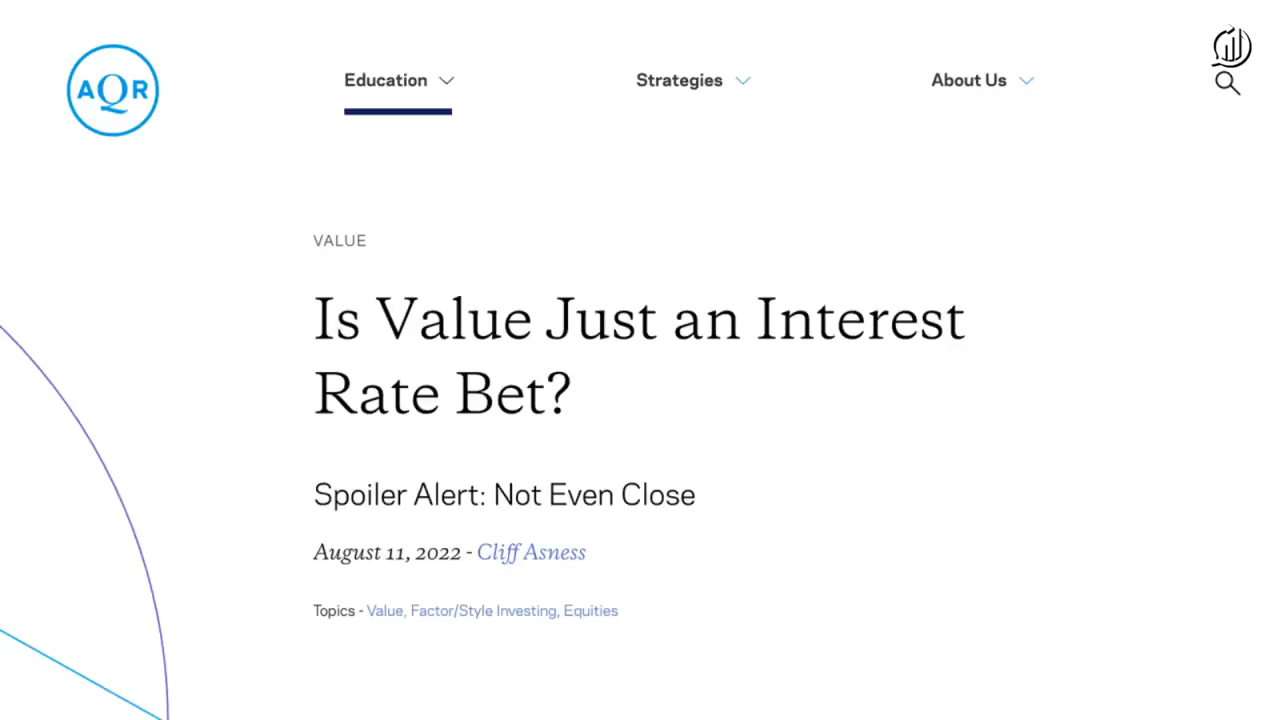 AQR
Education
Strategies
About Us
VALUE
Is Value Just an Interest
Rate Bet?
Spoiler Alert: Not Even Close
August 11, 2022 - Cliff Asness
Topics - Value, Factor/Style Investing, Equities